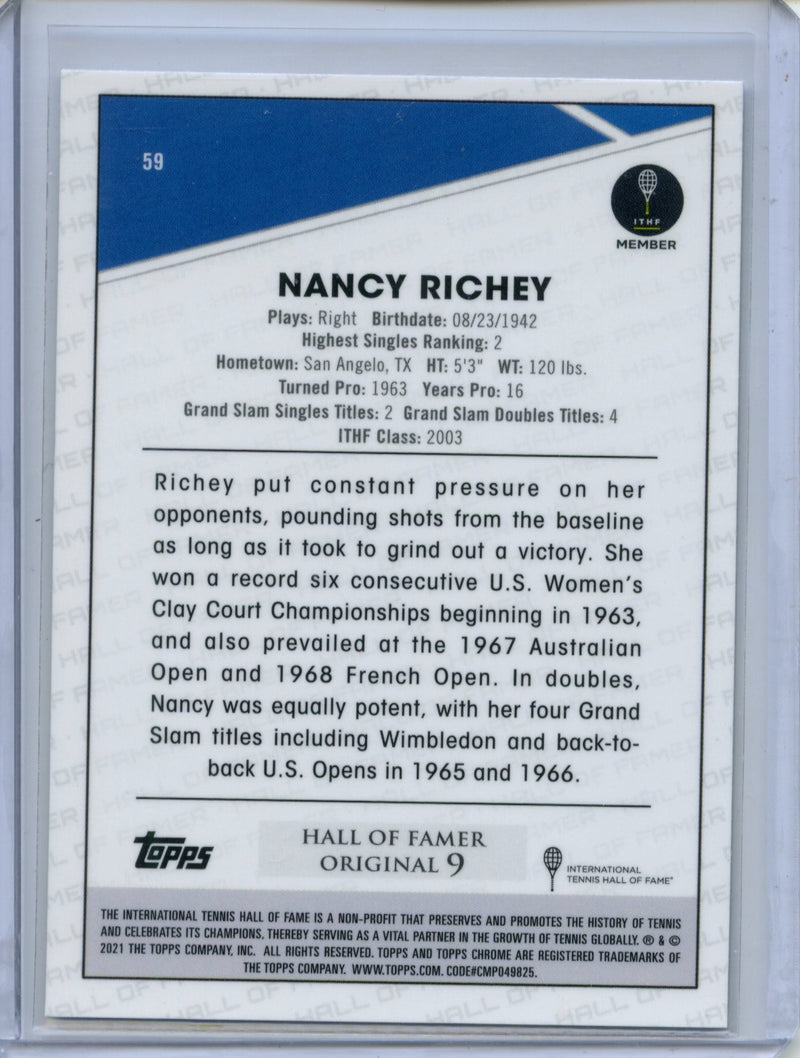 59
ITHF
MEMBER
NANCY RICHEY
Plays: Right Birthdate: 08/23/1942
Highest Singles Ranking: 2
Hometown: San Angelo, TX HT: 5'3" WT: 120 lbs.
Turned Pro: 1963 Years Pro: 16
Grand Slam Singles Titles: 2 Grand Slam Doubles Titles: 4
ITHF Class: 2003
Richey put constant pressure on her
opponents, pounding shots from the baseline
as long as it took to grind out a victory. She
won a record six consecutive U.S. Women's
Clay Court Championships beginning in 1963,
and also prevailed at the 1967 Australian
Open and 1968 French Open. In doubles,
Nancy was equally potent, with her four Grand
Slam titles including Wimbledon and back-to-
back U.S. Opens in 1965 and 1966.
Topps
HALL OF FAMER
ORIGINAL 9
INTERNATIONAL
TENNIS HALL OF FAME®
THE INTERNATIONAL TENNIS HALL OF FAME IS A NON-PROFIT THAT PRESERVES AND PROMOTES THE HISTORY OF TENNIS
AND CELEBRATES ITS CHAMPIONS, THEREBY SERVING AS A VITAL PARTNER IN THE GROWTH OF TENNIS GLOBALLY. ® & ©
2021 THE TOPPS COMPANY, INC. ALL RIGHTS RESERVED. TOPPS AND TOPPS CHROME ARE REGISTERED TRADEMARKS OF
THE TOPPS COMPANY. WWW.TOPPS.COM. CODE#CMP049825.